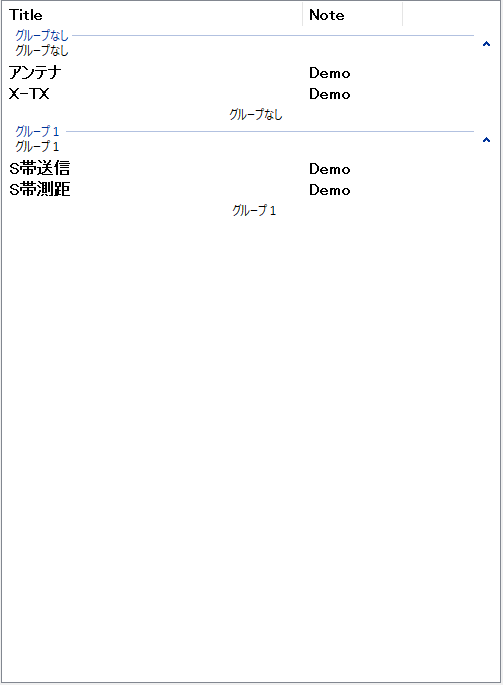 Title Note
グループなし
グループなし
アンテナ Demo
X-TX Demo
グループなし
グループ 1
グループ 1
S帯送信 Demo
S帯測距 Demo
グループ 1